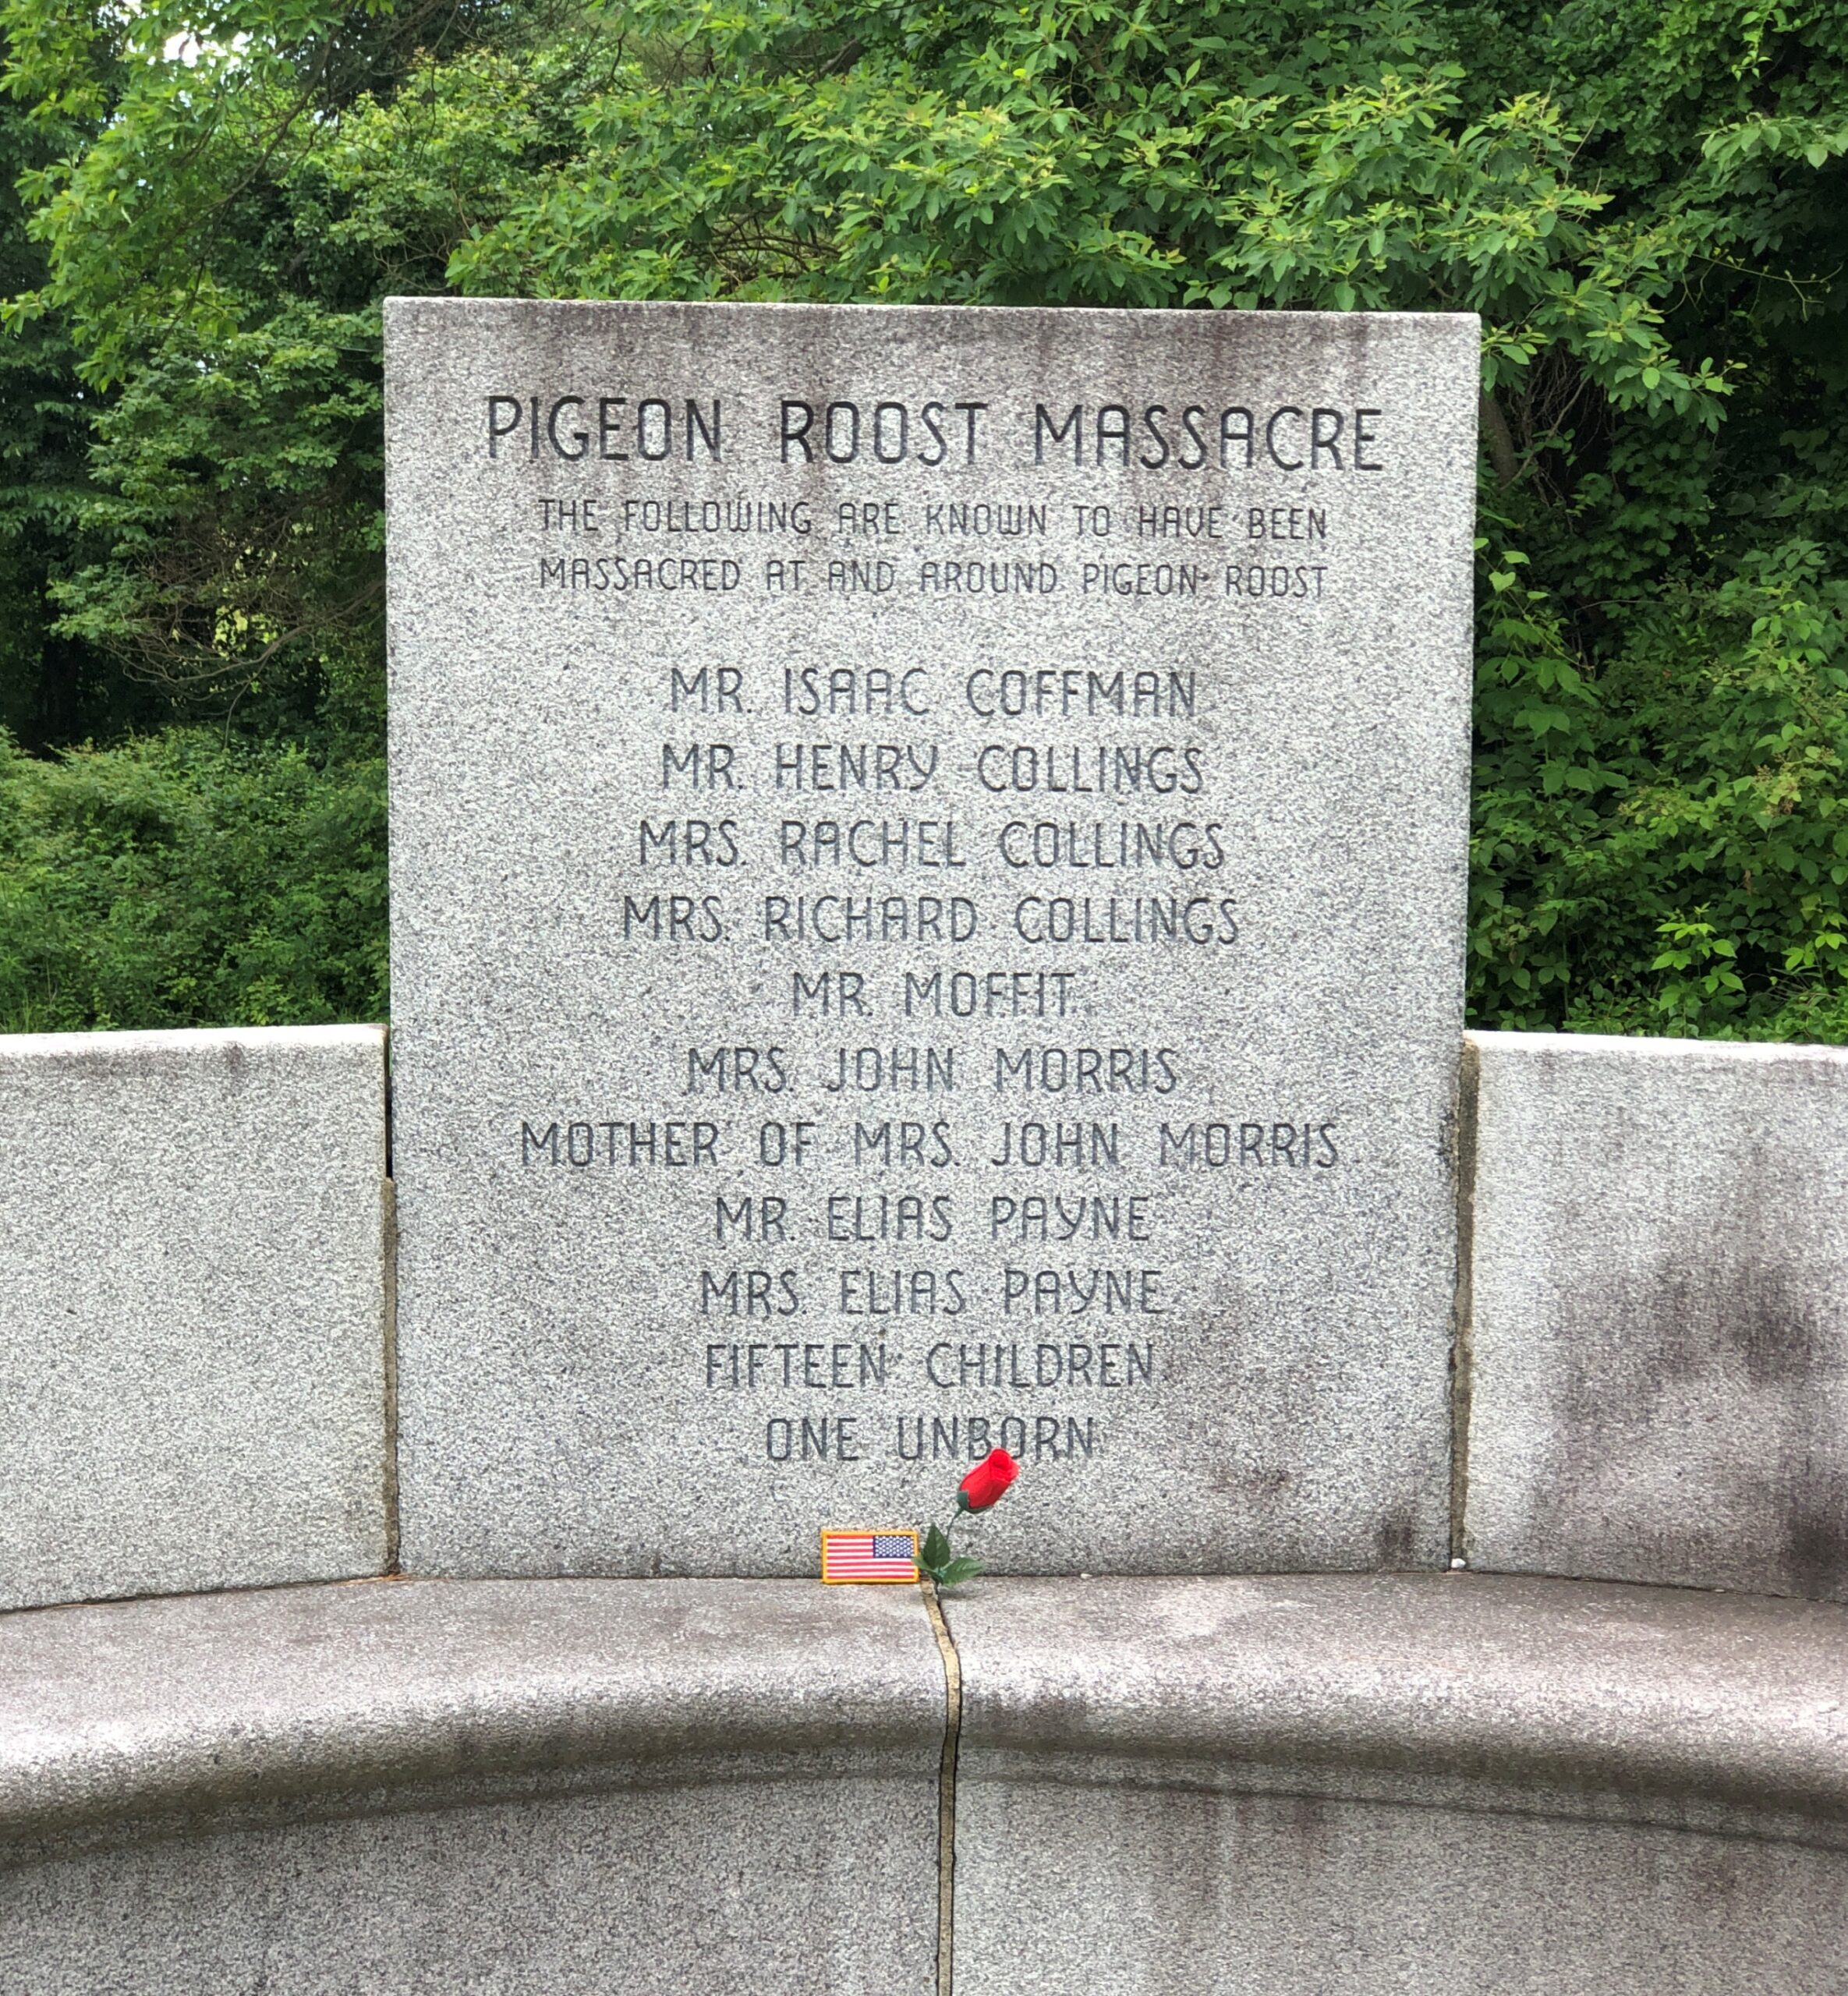 PIGEON ROOST MASSACRE
THE FOLLOWING ARE KNOWN TO HAVE BEEN
MASSACRED AT AND AROUND PIGEON ROOST
MR. ISAAC COFFMAN
MR. HENRY COLLINGS
MRS. RACHEL COLLINGS
MRS. RICHARD COLLINGS
MR. MOFFIT
MRS. JOHN MORRIS
MOTHER OF MRS. JOHN MORRIS
MR. ELIAS PAYNE
MRS. ELIAS PAYNE
FIFTEEN CHILDREN
ONE UNBORN